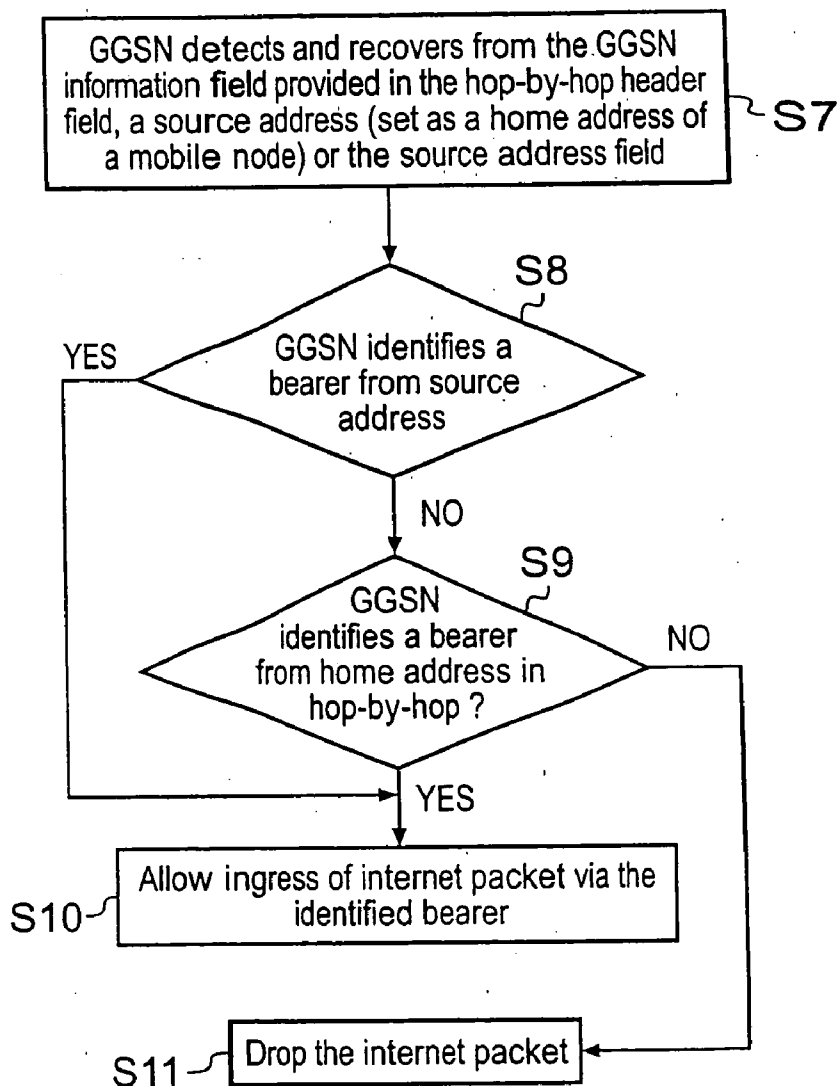 GGSN detects and recovers from the GGSN
information field provided in the hop-by-hop header
field, a source address (set as a home address of
a mobile node) or the source address field
S7
S8
YES
GGSN identifies a
bearer from source
address
NO
S9
GGSN
identifies a bearer
from home address in
hop-by-hop ?
NO
YES
Allow ingress of internet packet via the
identified bearer
S10
Drop the internet packet
S11